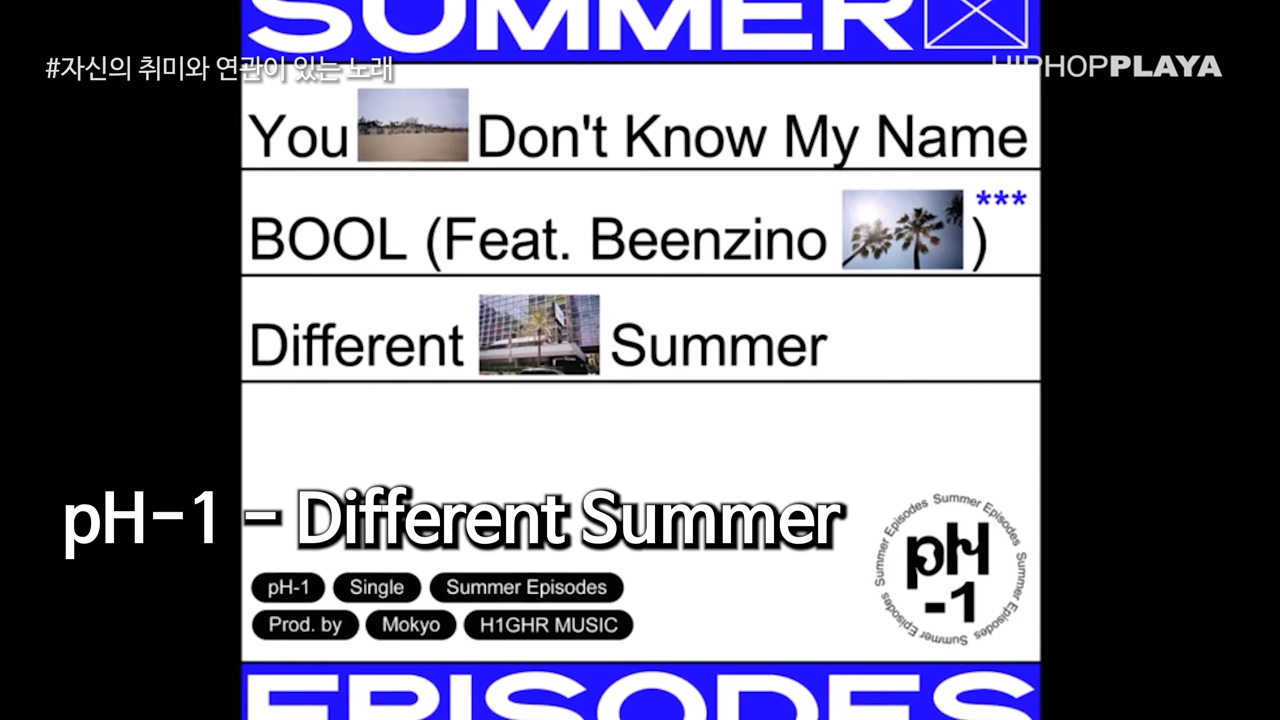 SUMMER
#자신의 취미와 연관이 있는 노래
HIPHOPPLAYA
You Don't Know My Name
BOOL (Feat. Beenzino )***
Different Summer
pH-1 - Different Summer
pH-1 Single Summer Episodes
Prod. by Mokyo H1GHR MUSIC
Summer Episodes Summer Episodes Summer Episodes Summer Episodes
pH
-1
EPISODES